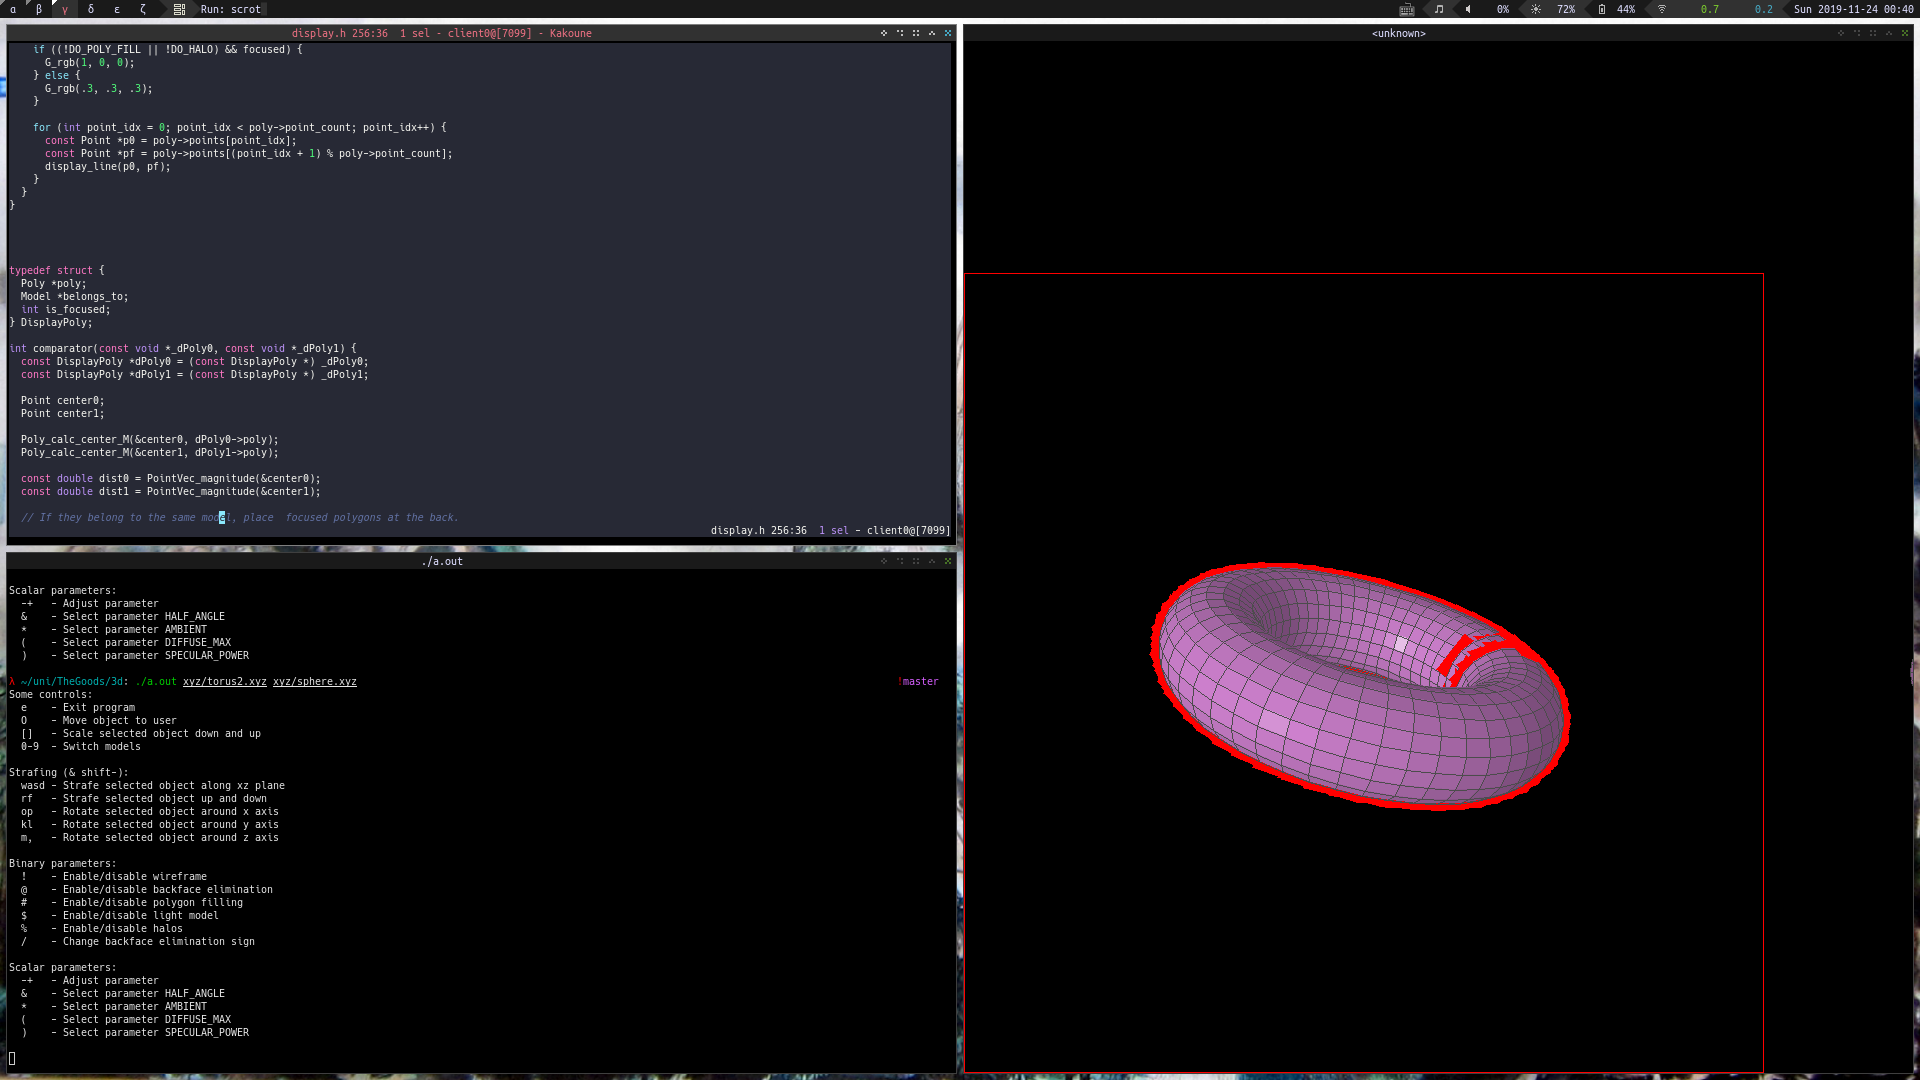 α β γ δ ε ζ Run: scrot 0% 72% 44% 0.7 0.2 Sun 2019-11-24 00:40
display.h 256:36 1 sel - client0@[7099] - Kakoune
if ((!DO_POLY_FILL || !DO_HALO) && focused) {
G_rgb(1, 0, 0);
} else {
G_rgb(.3, .3, .3);
}
for (int point_idx = 0; point_idx < poly->point_count; point_idx++) {
const Point *p0 = poly->points[point_idx];
const Point *pf = poly->points[(point_idx + 1) % poly->point_count];
display_line(p0, pf);
}
}
}
typedef struct {
Poly *poly;
Model *belongs_to;
int is_focused;
} DisplayPoly;
int comparator(const void *_dPoly0, const void *_dPoly1) {
const DisplayPoly *dPoly0 = (const DisplayPoly *) _dPoly0;
const DisplayPoly *dPoly1 = (const DisplayPoly *) _dPoly1;
Point center0;
Point center1;
Poly_calc_center_M(&center0, dPoly0->poly);
Poly_calc_center_M(&center1, dPoly1->poly);
const double dist0 = PointVec_magnitude(&center0);
const double dist1 = PointVec_magnitude(&center1);
// If they belong to the same model, place  focused polygons at the back.
display.h 256:36 1 sel - client0@[7099]
./a.out
Scalar parameters:
-+ - Adjust parameter
& - Select parameter HALF_ANGLE
* - Select parameter AMBIENT
( - Select parameter DIFFUSE_MAX
) - Select parameter SPECULAR_POWER
λ ~/uni/TheGoods/3d: ./a.out xyz/torus2.xyz xyz/sphere.xyz !master
Some controls:
e - Exit program
O - Move object to user
[] - Scale selected object down and up
0-9 - Switch models
Strafing (& shift-):
wasd - Strafe selected object along xz plane
rf - Strafe selected object up and down
op - Rotate selected object around x axis
kl - Rotate selected object around y axis
m, - Rotate selected object around z axis
Binary parameters:
! - Enable/disable wireframe
@ - Enable/disable backface elimination
# - Enable/disable polygon filling
$ - Enable/disable light model
% - Enable/disable halos
/ - Change backface elimination sign
Scalar parameters:
-+ - Adjust parameter
& - Select parameter HALF_ANGLE
* - Select parameter AMBIENT
( - Select parameter DIFFUSE_MAX
) - Select parameter SPECULAR_POWER
<unknown>